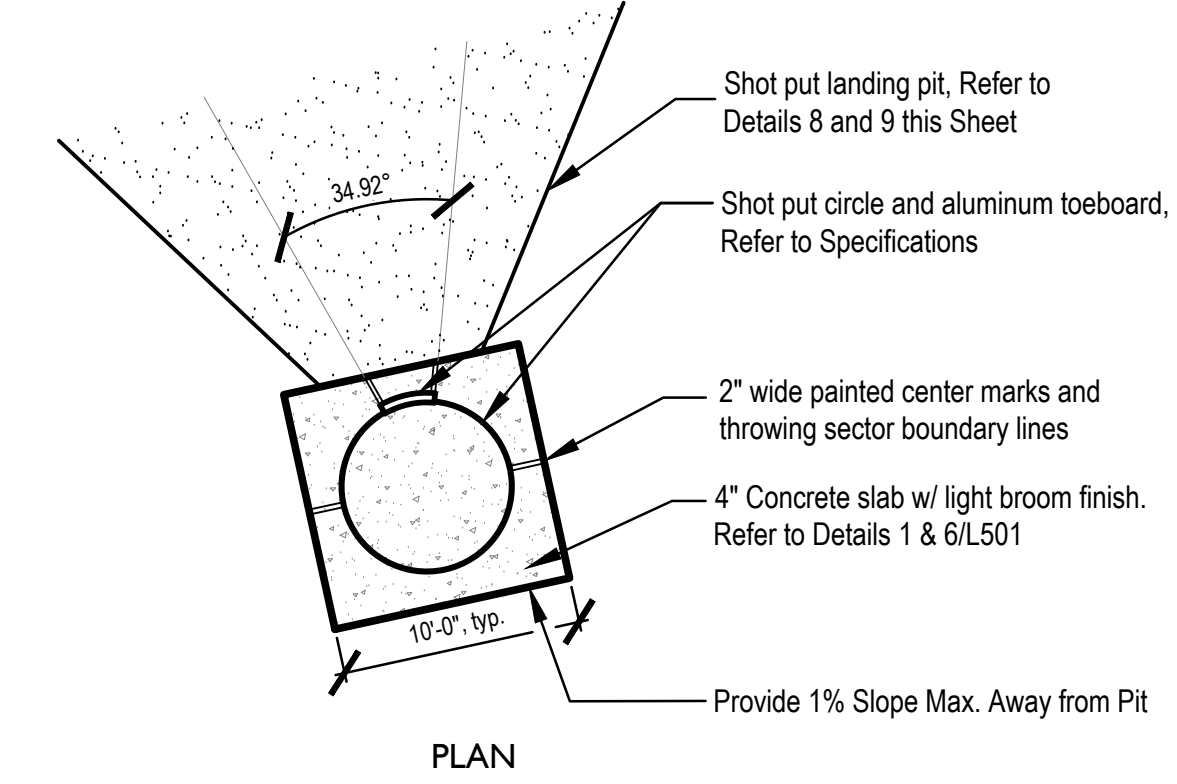 Shot put landing pit, Refer to
Details 8 and 9 this Sheet
34.92°
Shot put circle and aluminum toeboard,
Refer to Specifications
2" wide painted center marks and
throwing sector boundary lines
4" Concrete slab w/ light broom finish.
Refer to Details 1 & 6/L501
10'-0", typ.
Provide 1% Slope Max. Away from Pit
PLAN